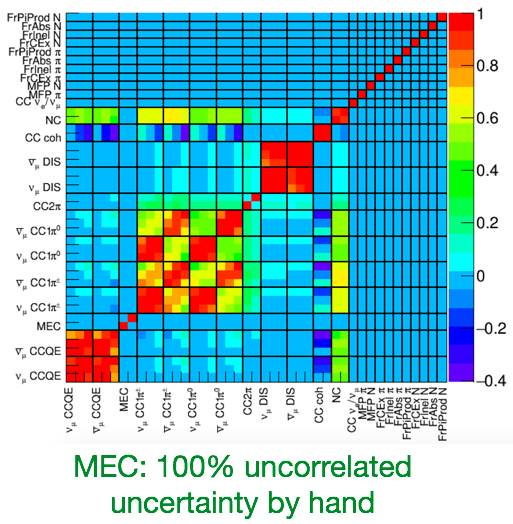 FrPiProd N
FrAbs N
FrInel N
FrCEx N
FrPiProd π
FrAbs π
FrInel π
FrCEx π
MFP N
MFP π
CC νe/νμ
NC
CC coh
ν̅μ DIS
νμ DIS
CC2π
ν̅μ CC1π⁰
νμ CC1π⁰
ν̅μ CC1π±
νμ CC1π±
MEC
ν̅μ CCQE
νμ CCQE
1
0.8
0.6
0.4
0.2
0
−0.2
−0.4
νμ CCQE
ν̅μ CCQE
MEC
νμ CC1π±
ν̅μ CC1π±
νμ CC1π⁰
ν̅μ CC1π⁰
CC2π
νμ DIS
ν̅μ DIS
CC coh
NC
CC νe/νμ
MFP π
MFP N
FrCEx π
FrInel π
FrAbs π
FrPiProd π
FrCEx N
FrInel N
FrAbs N
FrPiProd N
MEC: 100% uncorrelated
uncertainty by hand